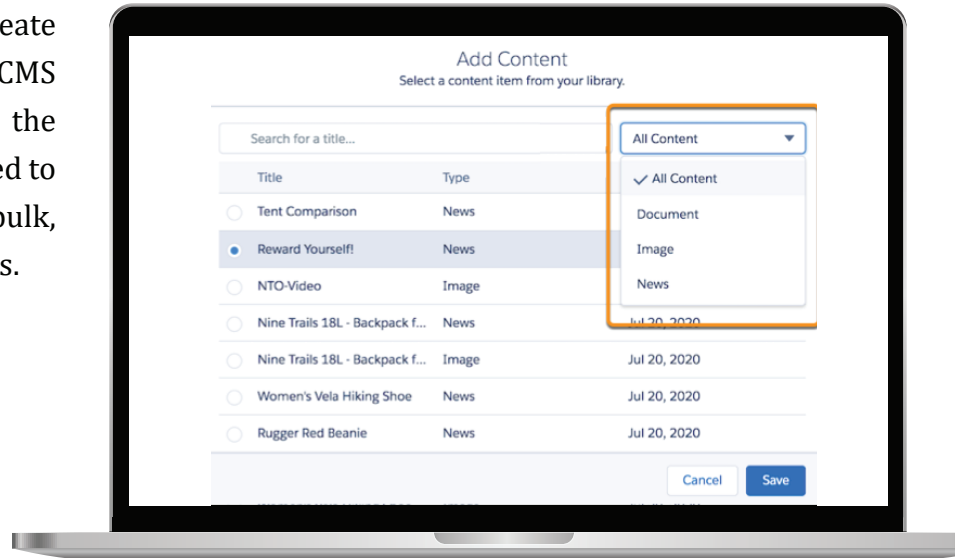 eate
CMS
the
ed to
bulk,
s.
Add Content
Select a content item from your library.
Search for a title...
All Content
Title Type
All Content
Tent Comparison News
Document
Reward Yourself! News
Image
NTO-Video Image
News
Nine Trails 18L - Backpack f... News Jul 20, 2020
Nine Trails 18L - Backpack f... Image Jul 20, 2020
Women's Vela Hiking Shoe News Jul 20, 2020
Rugger Red Beanie News Jul 20, 2020
Cancel Save